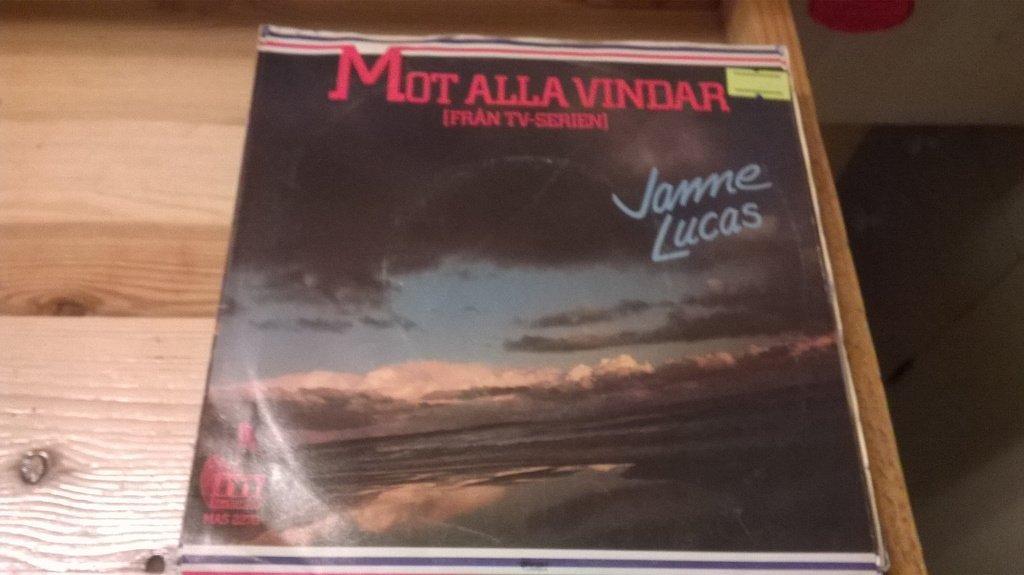 MOT ALLA VINDAR
(FRÅN TV-SERIEN)
Janne
Lucas